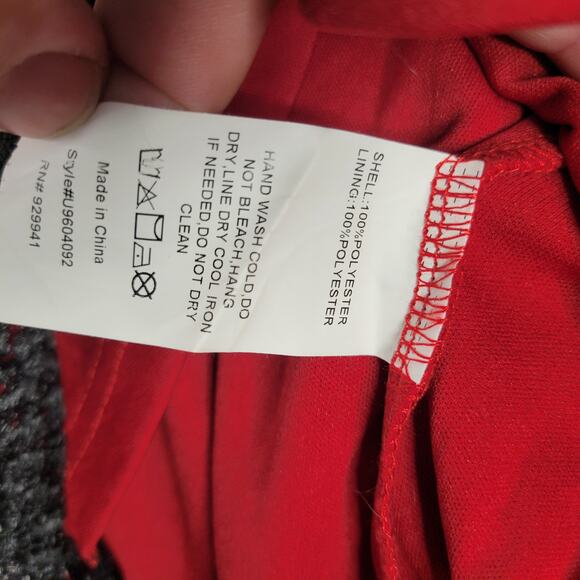 SHELL:100%POLYESTER
LINING:100%POLYESTER
HAND WASH COLD,DO
NOT BLEACH.HANG
DRY,LINE DRY COOL IRON
IF NEEDED,DO NOT DRY
CLEAN
Made in China
Style#U9604092
RN# 929941